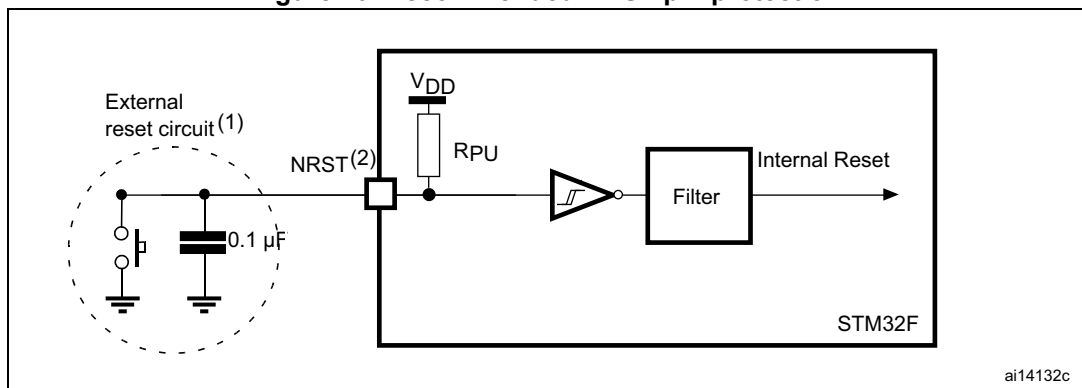 External
reset circuit (1)
NRST(2)
VDD
RPU
0.1 µF
Filter
Internal Reset
STM32F
ai14132c